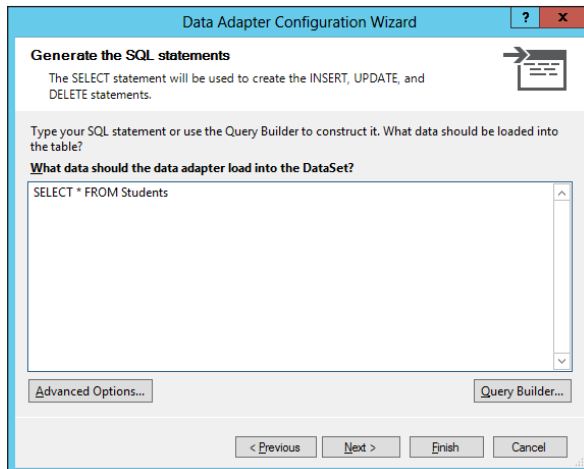 Data Adapter Configuration Wizard
? x
Generate the SQL statements
The SELECT statement will be used to create the INSERT, UPDATE, and
DELETE statements.
Type your SQL statement or use the Query Builder to construct it. What data should be loaded into
the table?
What data should the data adapter load into the DataSet?
SELECT * FROM Students
Advanced Options... Query Builder...
< Previous Next > Finish Cancel